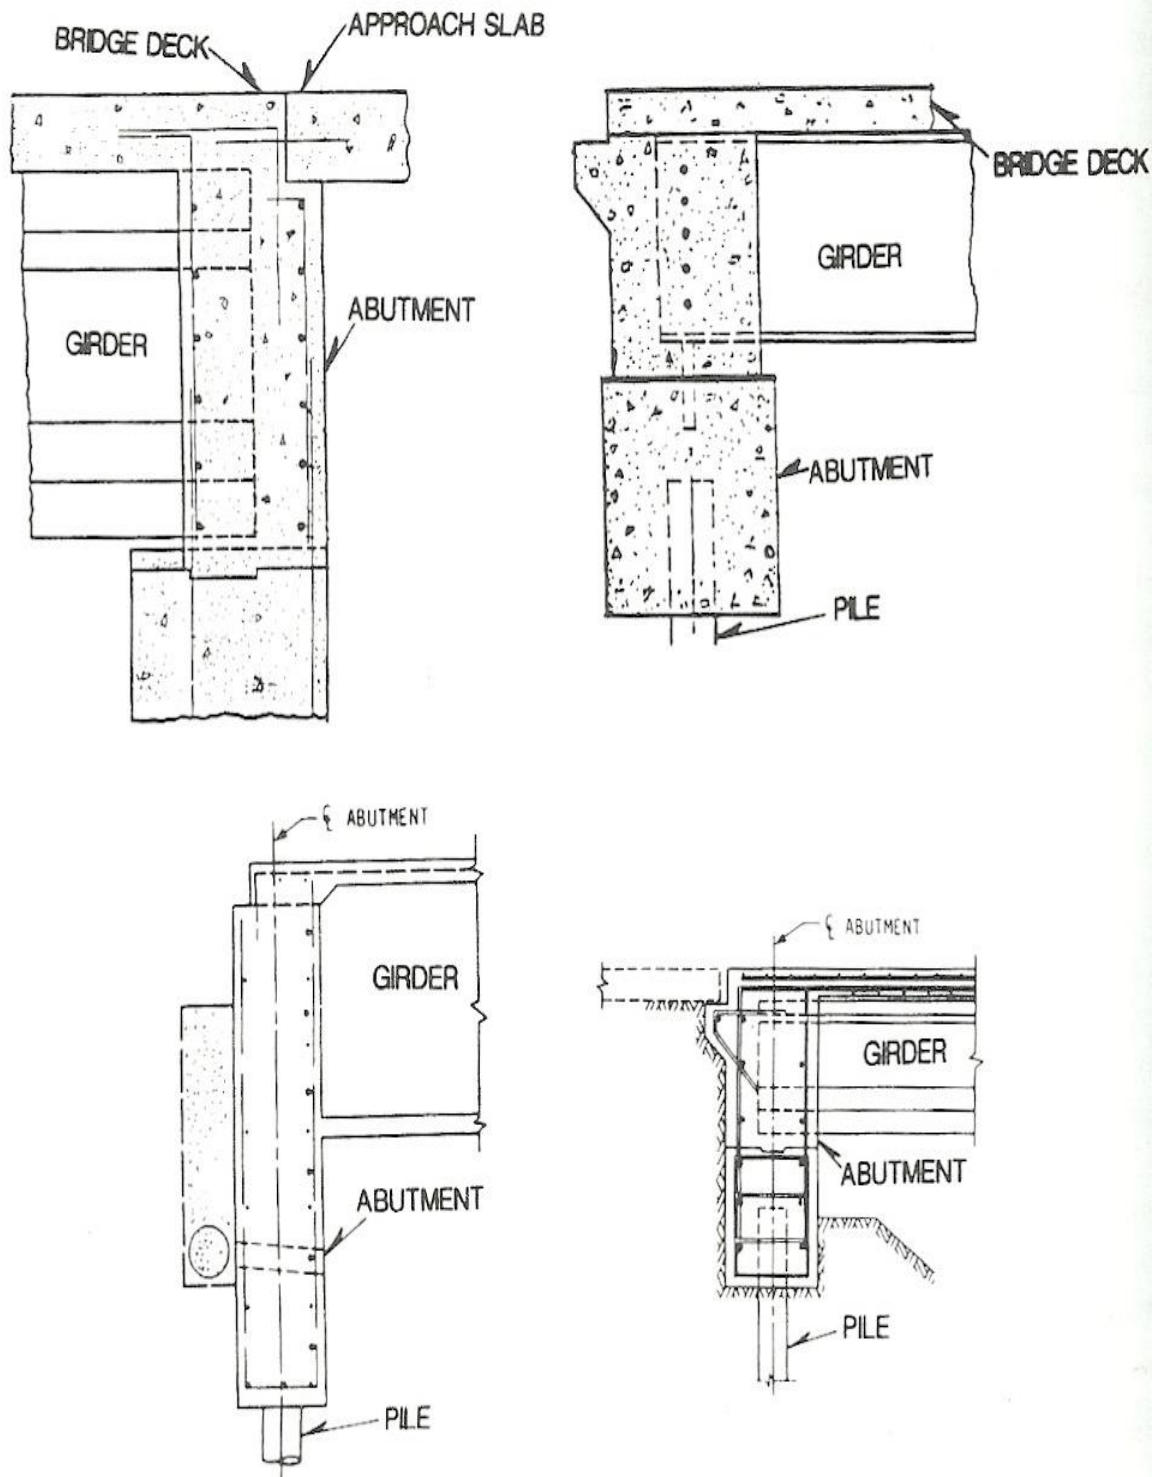 BRIDGE DECK
APPROACH SLAB
GIRDER
ABUTMENT
BRIDGE DECK
GIRDER
ABUTMENT
PILE
℄ ABUTMENT
GIRDER
ABUTMENT
PILE
℄ ABUTMENT
GIRDER
ABUTMENT
PILE